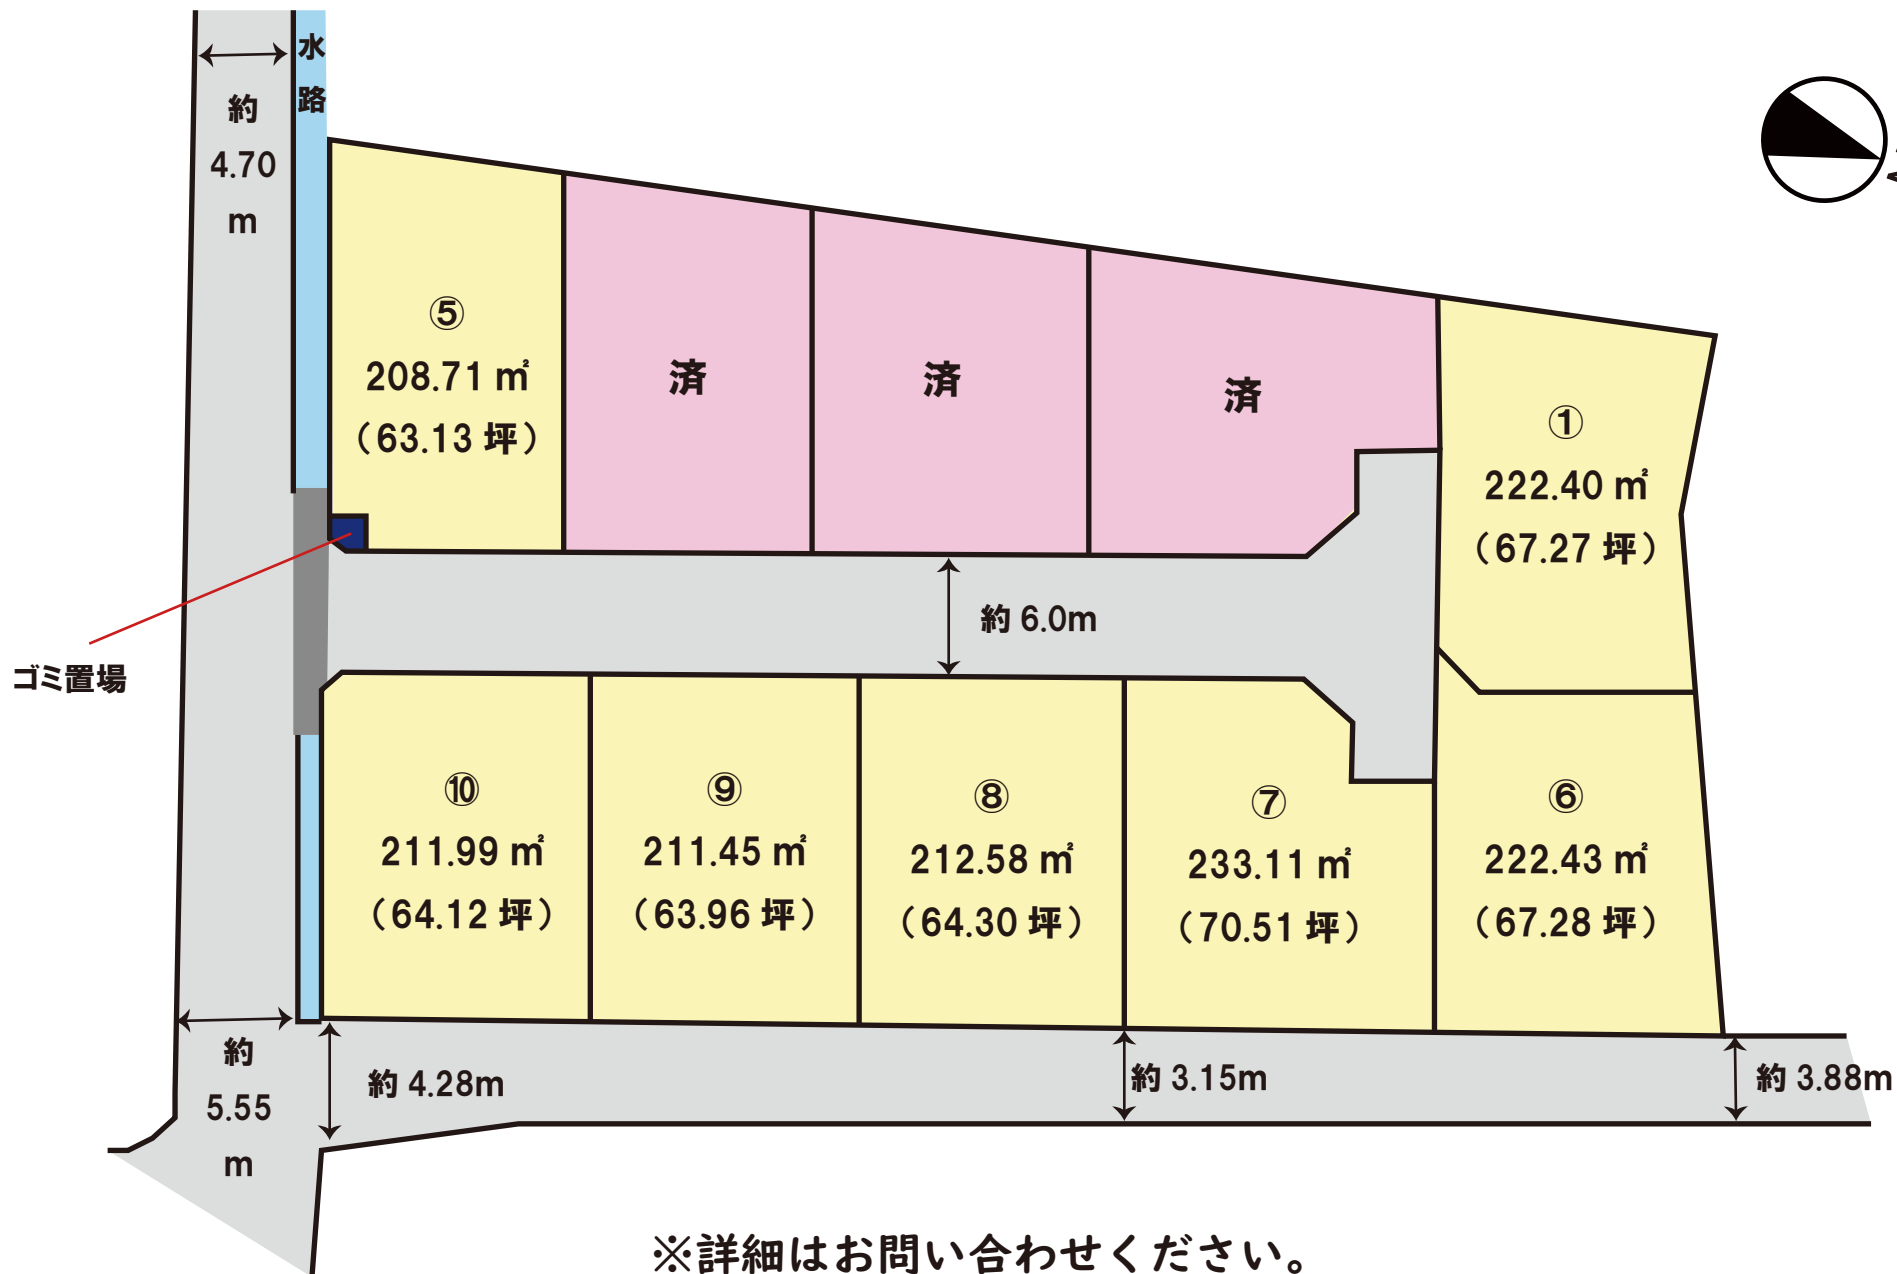 水
路
約
4.70
m
⑤
208.71 ㎡
（63.13 坪）
済
済
済
①
222.40 ㎡
（67.27 坪）
約 6.0m
ゴミ置場
⑩
211.99 ㎡
（64.12 坪）
⑨
211.45 ㎡
（63.96 坪）
⑧
212.58 ㎡
（64.30 坪）
⑦
233.11 ㎡
（70.51 坪）
⑥
222.43 ㎡
（67.28 坪）
約
5.55
m
約 4.28m
約 3.15m
約 3.88m
※詳細はお問い合わせください。